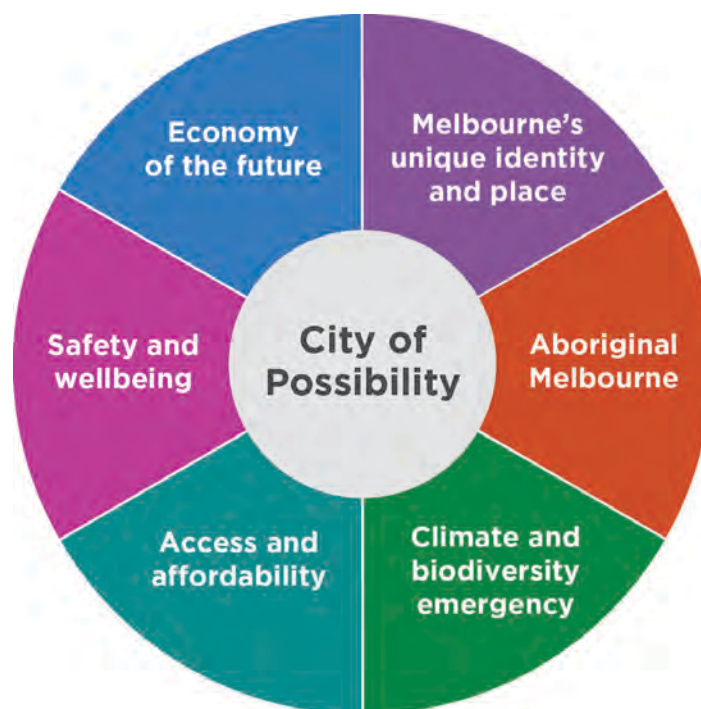 Economy
of the future
Melbourne’s
unique identity
and place
Safety and
wellbeing
City of
Possibility
Aboriginal
Melbourne
Access and
affordability
Climate and
biodiversity
emergency